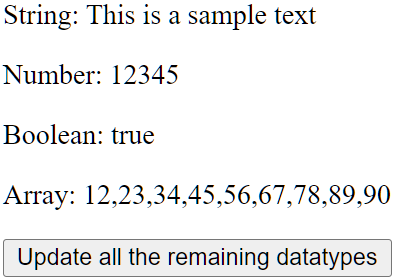 String: This is a sample text
Number: 12345
Boolean: true
Array: 12,23,34,45,56,67,78,89,90
Update all the remaining datatypes